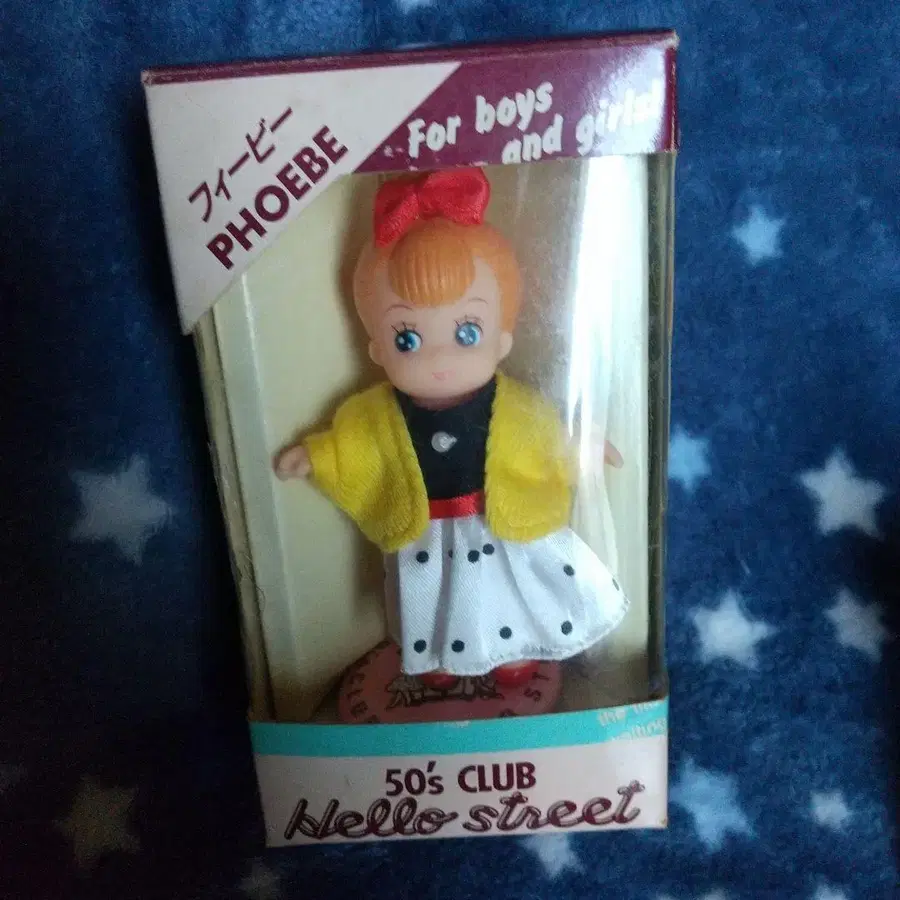 フィービー
PHOEBE
For boys
and girls!
50's CLUB
Hello street